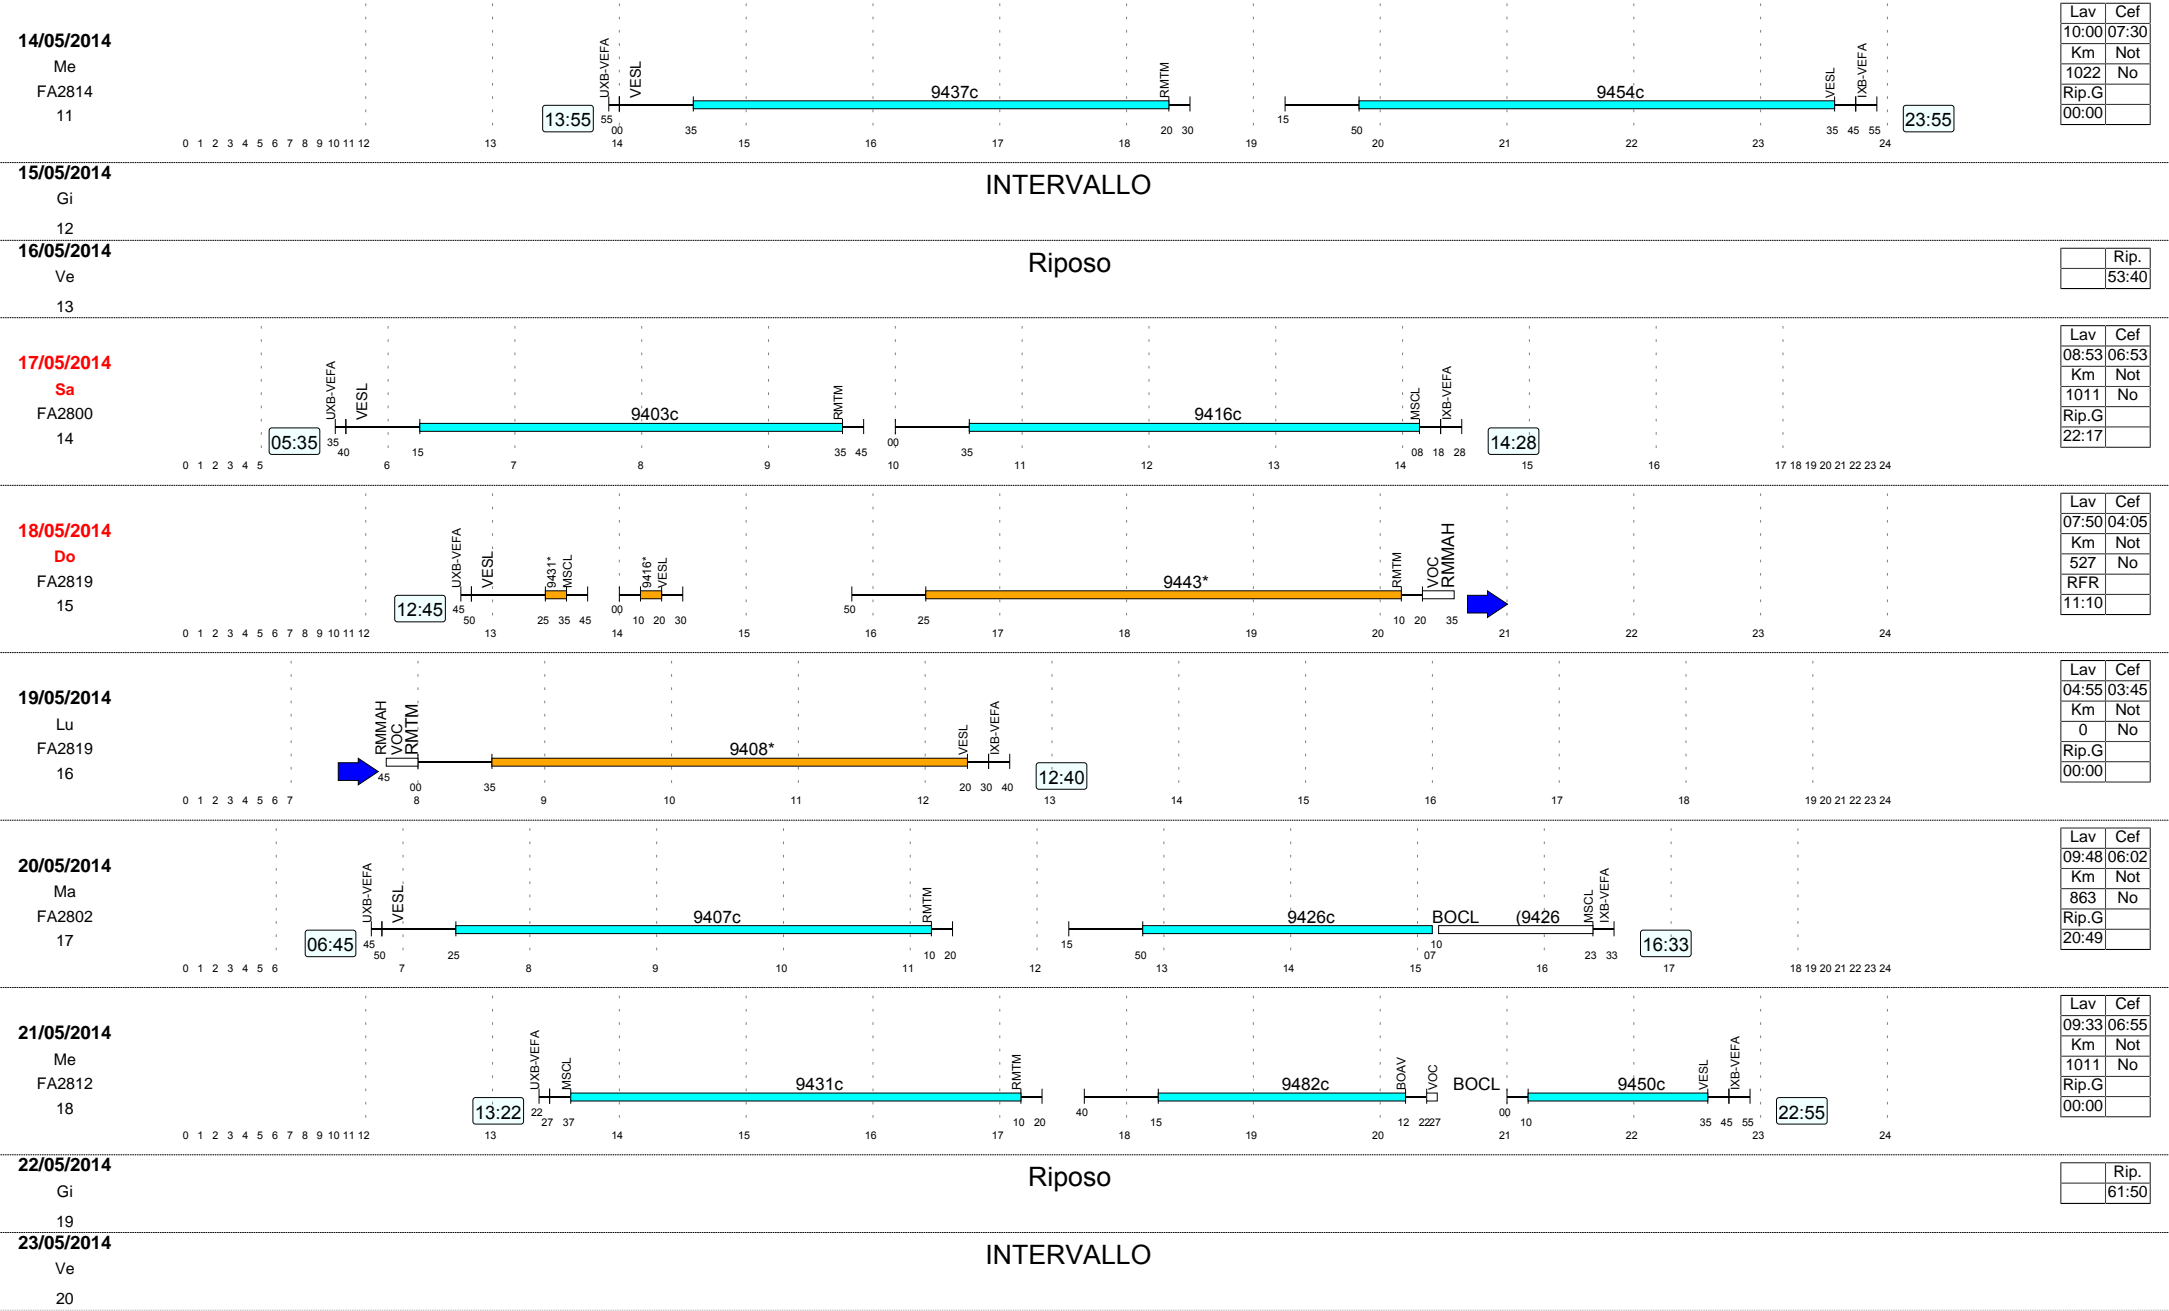 14/05/2014
Me
FA2814
11
13:55
UXB-VEFA VESL 9437c RMTM 9454c VESL IXB-VEFA
55 00 35 20 30 15 50 35 45 55
23:55
0 1 2 3 4 5 6 7 8 9 10 11 12 13 14 15 16 17 18 19 20 21 22 23 24
Lav Cef
10:00 07:30
Km Not
1022 No
Rip.G
00:00
15/05/2014
Gi
12
INTERVALLO
16/05/2014
Ve
13
Riposo
Rip.
53:40
17/05/2014
Sa
FA2800
14
05:35
UXB-VEFA VESL 9403c RMTM 9416c MSCL IXB-VEFA
35 40 15 35 45 00 35 08 18 28
14:28
0 1 2 3 4 5 6 7 8 9 10 11 12 13 14 15 16 17 18 19 20 21 22 23 24
Lav Cef
08:53 06:53
Km Not
1011 No
Rip.G
22:17
18/05/2014
Do
FA2819
15
12:45
UXB-VEFA VESL 9431* MSCL 9416* VESL 9443* RMTM VOC RMMAH
45 50 25 35 45 00 10 20 30 50 25 10 20 35
0 1 2 3 4 5 6 7 8 9 10 11 12 13 14 15 16 17 18 19 20 21 22 23 24
Lav Cef
07:50 04:05
Km Not
527 No
RFR
11:10
19/05/2014
Lu
FA2819
16
RMMAH VOC RMTM 9408* VESL IXB-VEFA
45 00 35 20 30 40
12:40
0 1 2 3 4 5 6 7 8 9 10 11 12 13 14 15 16 17 18 19 20 21 22 23 24
Lav Cef
04:55 03:45
Km Not
0 No
Rip.G
00:00
20/05/2014
Ma
FA2802
17
06:45
UXB-VEFA VESL 9407c RMTM 9426c BOCL (9426 MSCL IXB-VEFA
45 50 25 10 20 15 50 07 10 23 33
16:33
0 1 2 3 4 5 6 7 8 9 10 11 12 13 14 15 16 17 18 19 20 21 22 23 24
Lav Cef
09:48 06:02
Km Not
863 No
Rip.G
20:49
21/05/2014
Me
FA2812
18
13:22
UXB-VEFA MSCL 9431c RMTM 9482c BOAV VOC BOCL 9450c VESL IXB-VEFA
22 27 37 10 20 40 15 12 22 27 00 10 35 45 55
22:55
0 1 2 3 4 5 6 7 8 9 10 11 12 13 14 15 16 17 18 19 20 21 22 23 24
Lav Cef
09:33 06:55
Km Not
1011 No
Rip.G
00:00
22/05/2014
Gi
19
Riposo
Rip.
61:50
23/05/2014
Ve
20
INTERVALLO